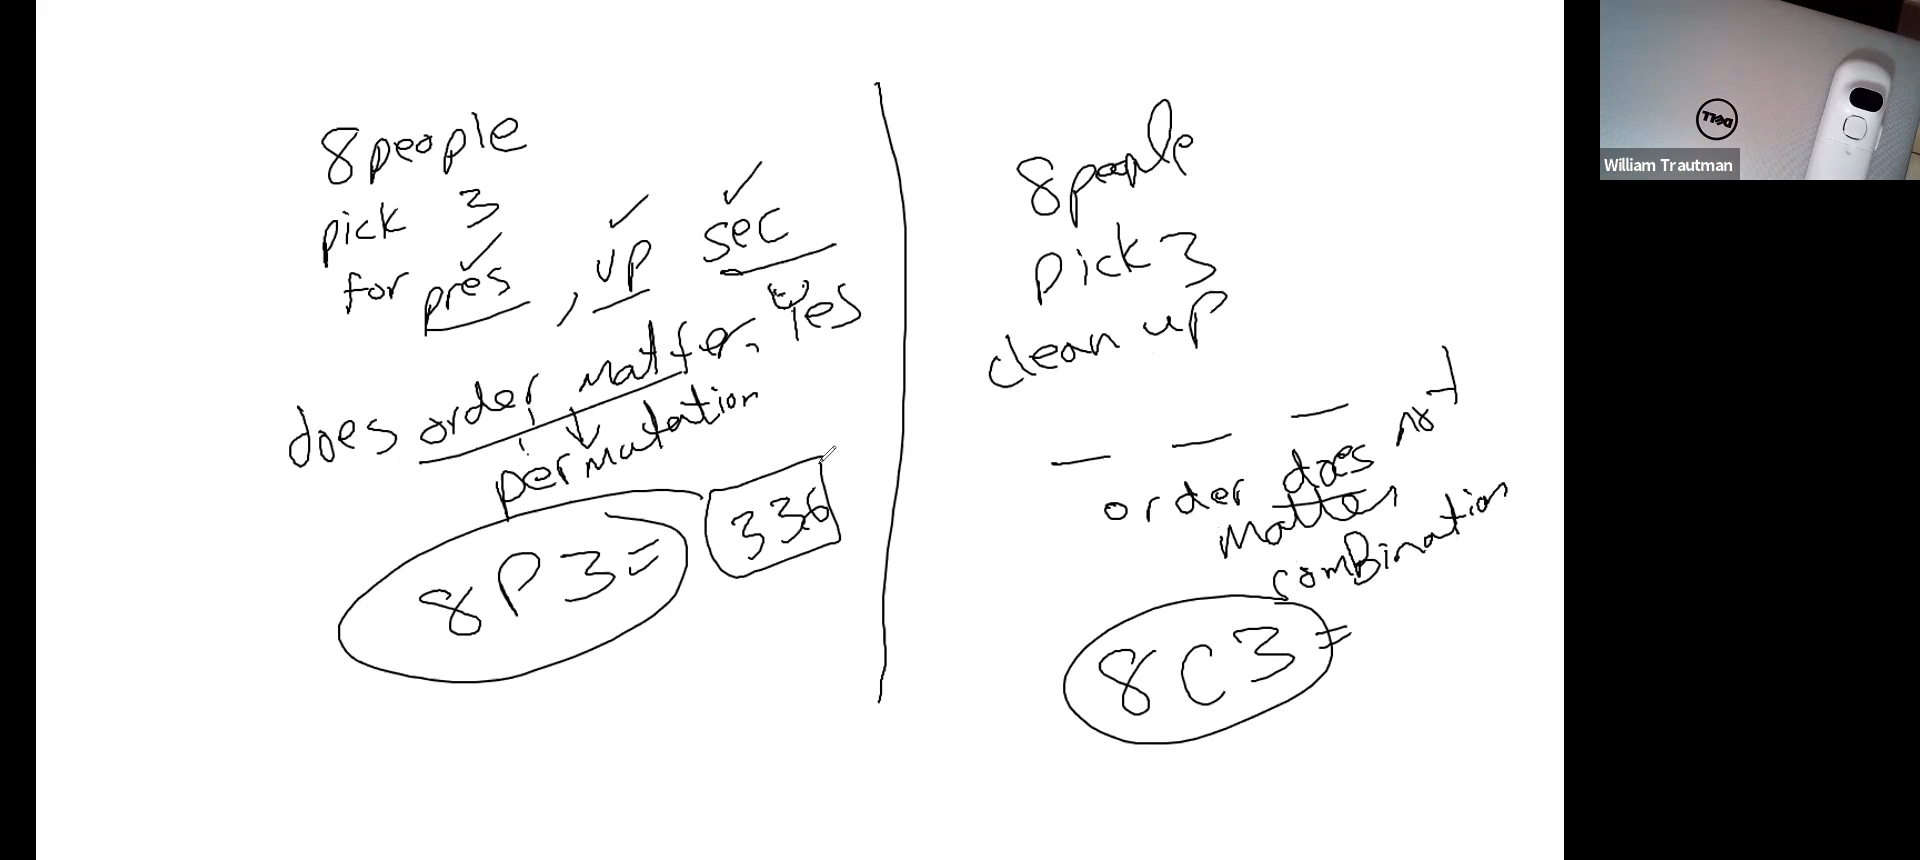 8 people
pick 3
for pres, vp sec
does order matter. Yes
permutation
8P3= 336
8 people
pick 3
clean up
order does not
matter
comBination
8C3=
DELL
William Trautman